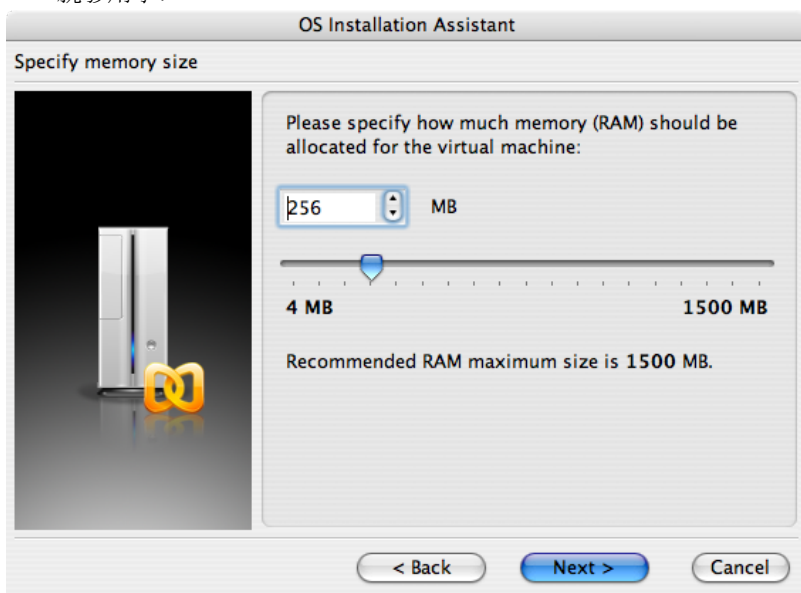 OS Installation Assistant
Specify memory size
Please specify how much memory (RAM) should be
allocated for the virtual machine:
256 MB
4 MB 1500 MB
Recommended RAM maximum size is 1500 MB.
< Back Next > Cancel